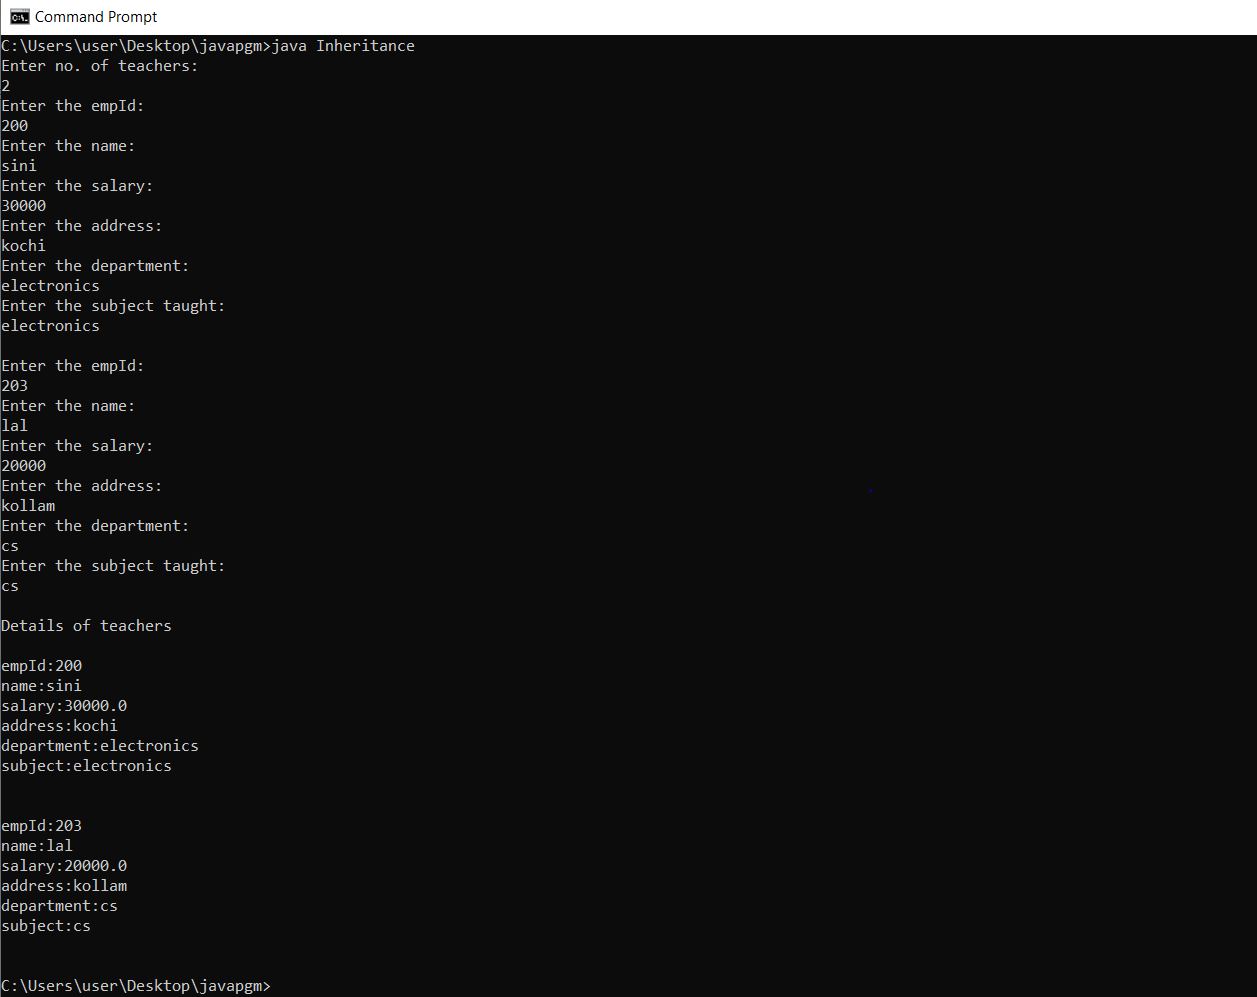 Command Prompt
C:\Users\user\Desktop\javapgm>java Inheritance
Enter no. of teachers:
2
Enter the empId:
200
Enter the name:
sini
Enter the salary:
30000
Enter the address:
kochi
Enter the department:
electronics
Enter the subject taught:
electronics
Enter the empId:
203
Enter the name:
lal
Enter the salary:
20000
Enter the address:
kollam
Enter the department:
cs
Enter the subject taught:
cs
Details of teachers
empId:200
name:sini
salary:30000.0
address:kochi
department:electronics
subject:electronics
empId:203
name:lal
salary:20000.0
address:kollam
department:cs
subject:cs
C:\Users\user\Desktop\javapgm>